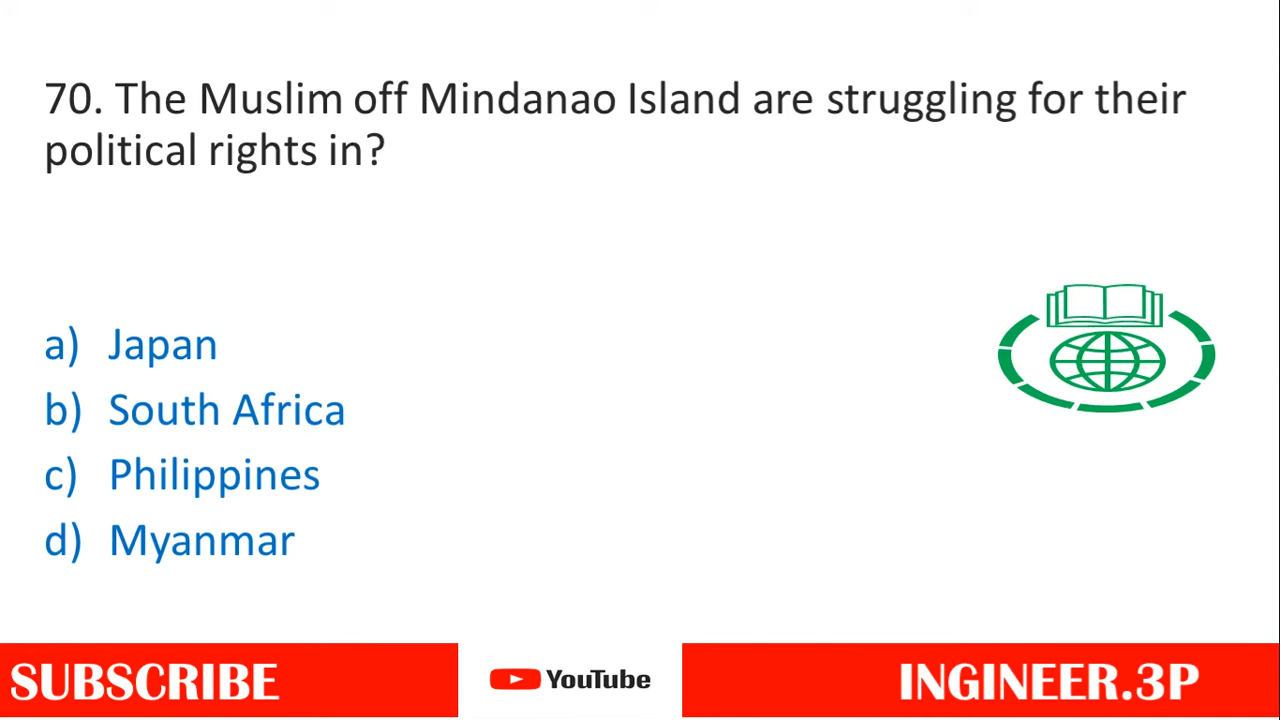 70. The Muslim off Mindanao Island are struggling for their
political rights in?
a) Japan
b) South Africa
c) Philippines
d) Myanmar
SUBSCRIBE
YouTube
INGINEER.3P